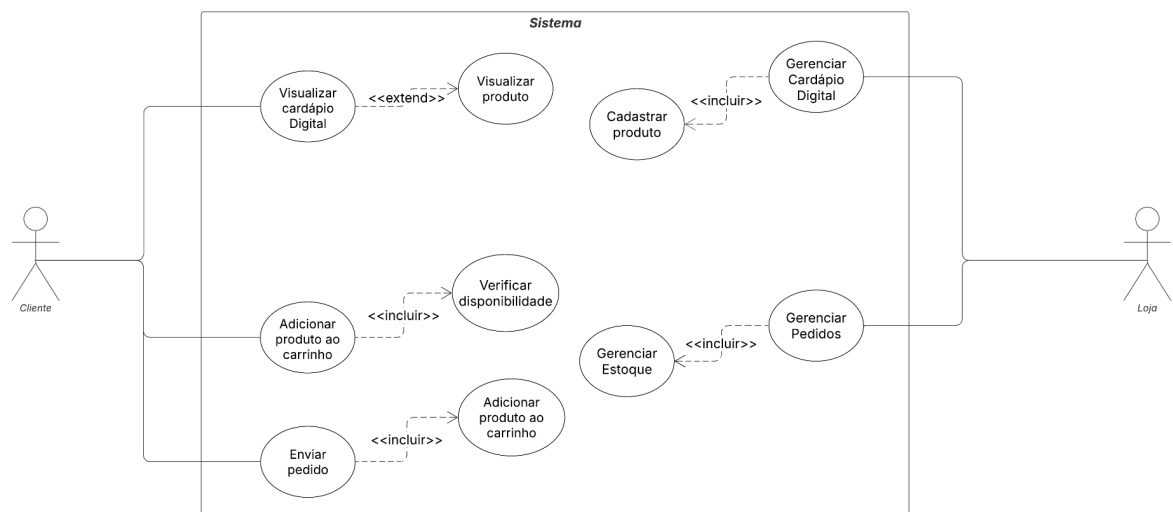 Sistema
Visualizar
cardápio
Digital
<<extend>>
Visualizar
produto
Gerenciar
Cardápio
Digital
<<incluir>>
Cadastrar
produto
Cliente
Loja
Verificar
disponibilidade
<<incluir>>
Adicionar
produto ao
carrinho
Gerenciar
Pedidos
<<incluir>>
Gerenciar
Estoque
Adicionar
produto ao
carrinho
<<incluir>>
Enviar
pedido